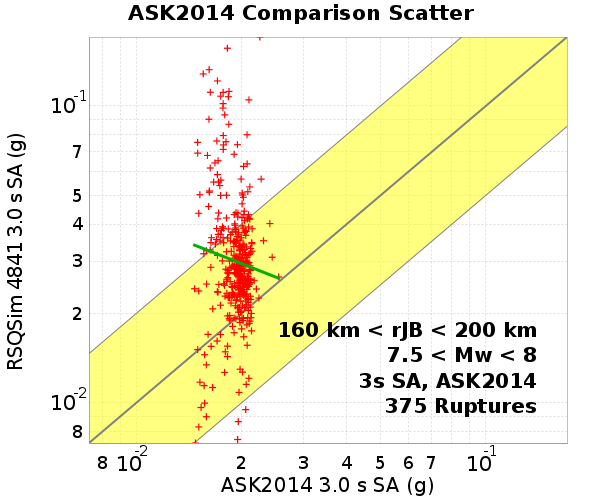 ASK2014 Comparison Scatter
RSQSim 4841 3.0 s SA (g)
10-1
7
5
4
3
2
10-2
8
160 km < rJB < 200 km
7.5 < Mw < 8
3s SA, ASK2014
375 Ruptures
8 10-2 2 3 4 5 6 7 10-1
ASK2014 3.0 s SA (g)